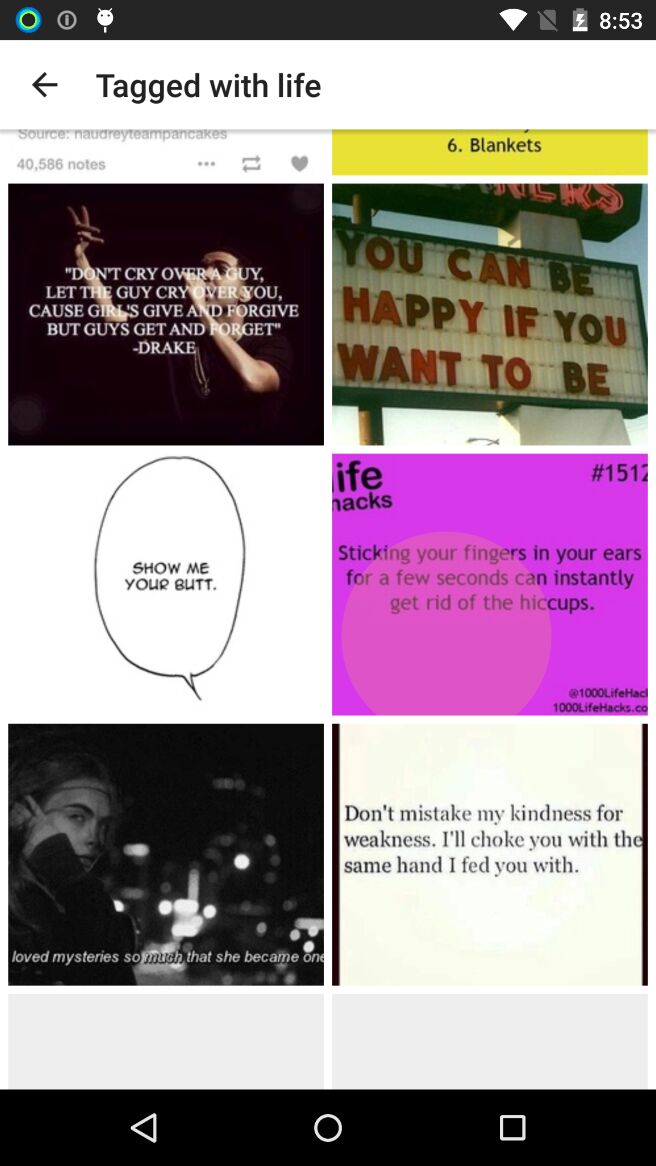 8:53
Tagged with life
Source: naudreyteampancakes
40,586 notes
6. Blankets
"DON'T CRY OVER A GUY,
LET THE GUY CRY OVER YOU,
CAUSE GIRL'S GIVE AND FORGIVE
BUT GUYS GET AND FORGET"
-DRAKE
YOU CAN BE
HAPPY IF YOU
WANT TO BE
SHOW ME
YOUR BUTT.
ife
hacks
#1512
Sticking your fingers in your ears
for a few seconds can instantly
get rid of the hiccups.
@1000LifeHac
1000LifeHacks.co
loved mysteries so much that she became one
Don't mistake my kindness for
weakness. I'll choke you with the
same hand I fed you with.